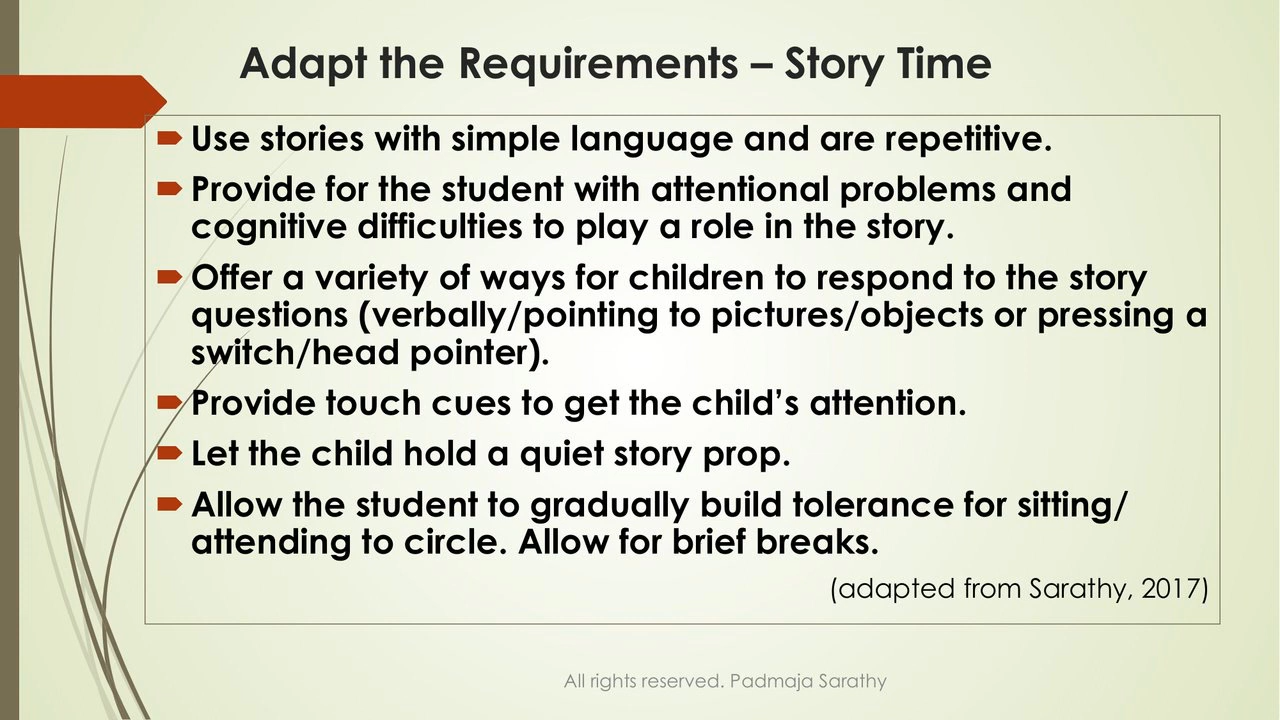 Adapt the Requirements – Story Time
Use stories with simple language and are repetitive.
Provide for the student with attentional problems and
cognitive difficulties to play a role in the story.
Offer a variety of ways for children to respond to the story
questions (verbally/pointing to pictures/objects or pressing a
switch/head pointer).
Provide touch cues to get the child’s attention.
Let the child hold a quiet story prop.
Allow the student to gradually build tolerance for sitting/
attending to circle. Allow for brief breaks.
(adapted from Sarathy, 2017)
All rights reserved. Padmaja Sarathy